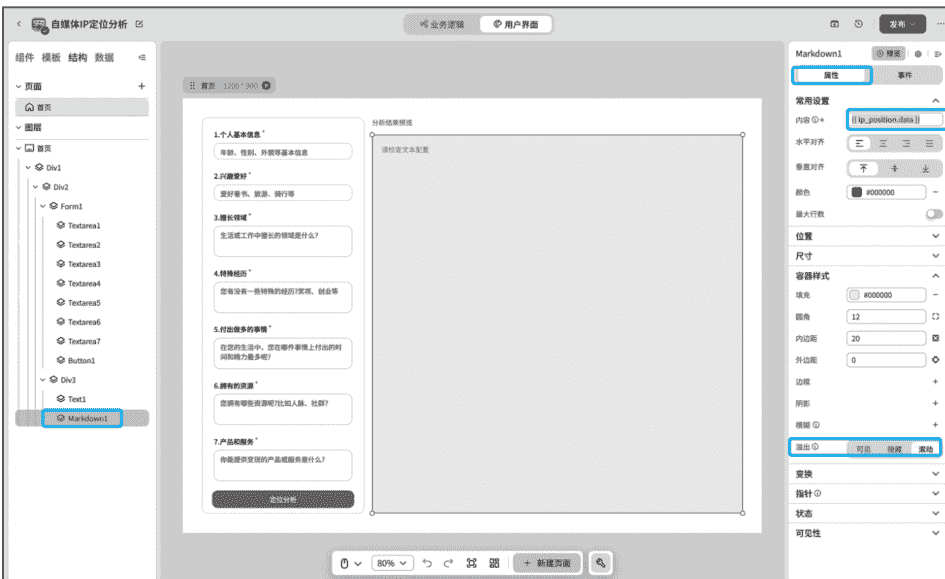 自媒体IP定位分析
业务逻辑
用户界面
发布
组件 模板 结构 数据
页面
首页
图层
首页
Div1
Div2
Form1
Textarea1
Textarea2
Textarea3
Textarea4
Textarea5
Textarea6
Textarea7
Button1
Div3
Text1
Markdown1
首页 1200*900
1.个人基本信息*
年龄、性别、外貌等基本信息
2.兴趣爱好*
爱好看书、旅游、骑行等
3.擅长领域*
生活或工作中擅长的领域是什么?
4.特殊经历*
您有没有一些特殊的经历?奖项、创业等
5.付出做多的事情*
在您的生活中，您在哪件事情上付出的时
间和精力最多呢?
6.拥有的资源*
您拥有哪些资源呢?比如人脉、社群?
7.产品和服务*
你能提供变现的产品或服务是什么?
定位分析
分析结果预览
请检查文本配置
80%
新建页面
Markdown1
预览
属性
事件
常用设置
内容 {{ ip_position.data }}
水平对齐
垂直对齐
颜色 #000000
最大行数
位置
尺寸
容器样式
填充 #000000
圆角 12
内边距 20
外边距 0
边框
阴影
模糊
溢出 可见 隐藏 滚动
变换
指针
状态
可见性